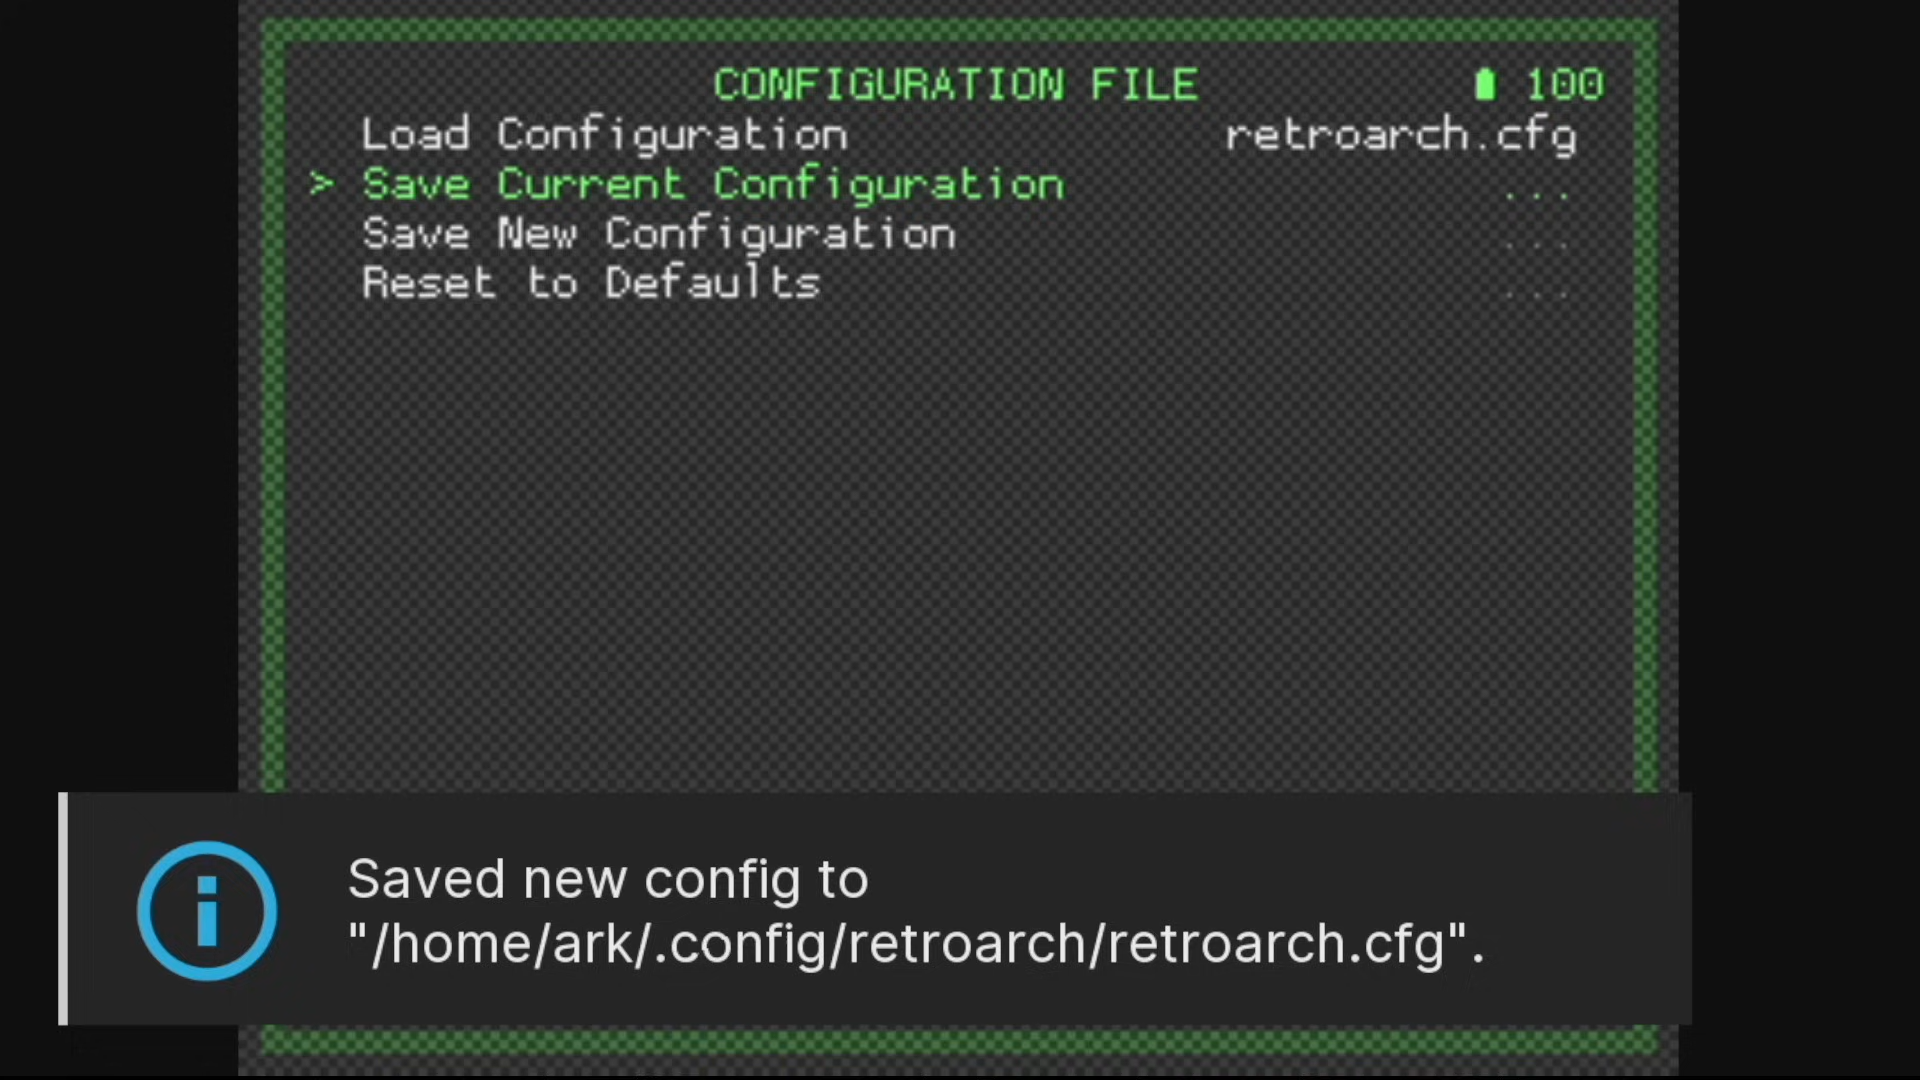 CONFIGURATION FILE 100
Load Configuration retroarch.cfg
> Save Current Configuration ...
Save New Configuration ...
Reset to Defaults ...
Saved new config to
"/home/ark/.config/retroarch/retroarch.cfg".